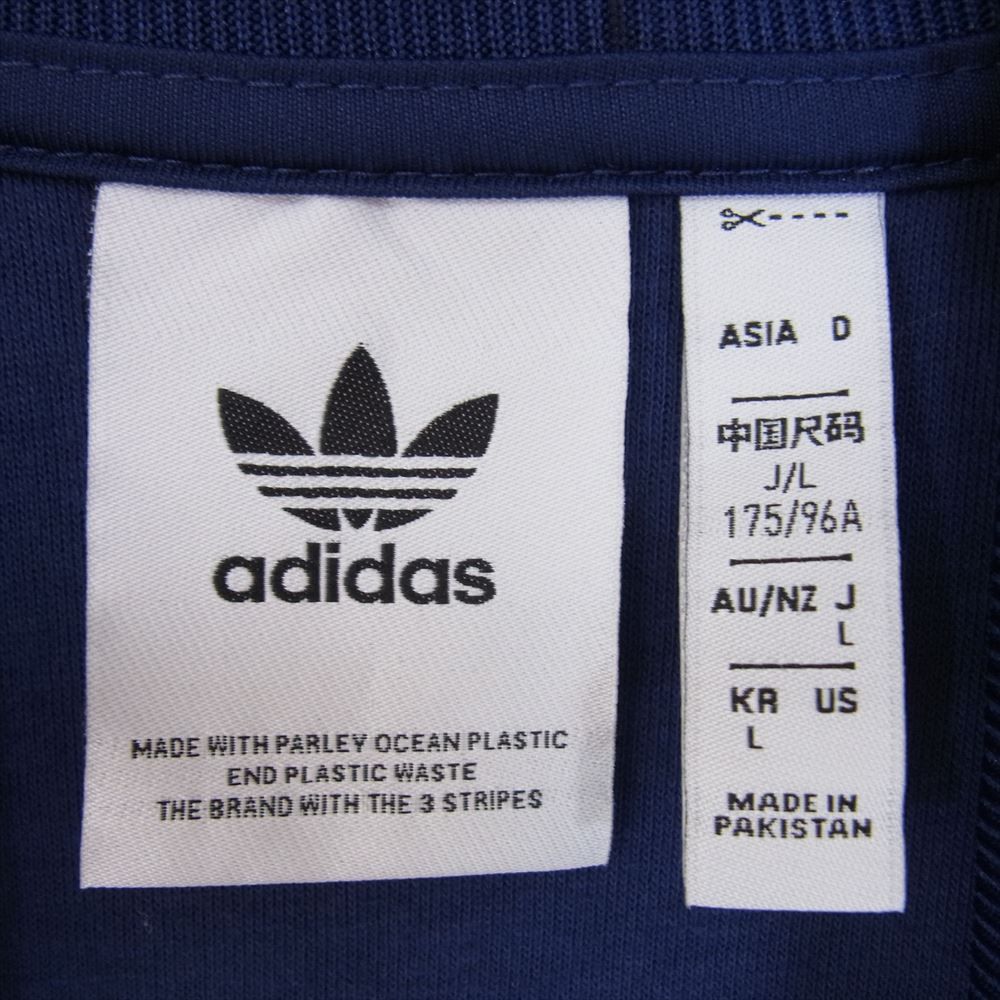 adidas
MADE WITH PARLEY OCEAN PLASTIC
END PLASTIC WASTE
THE BRAND WITH THE 3 STRIPES
ASIA D
中国尺码
J/L
175/96A
AU/NZ J
L
KR US
L
MADE IN
PAKISTAN